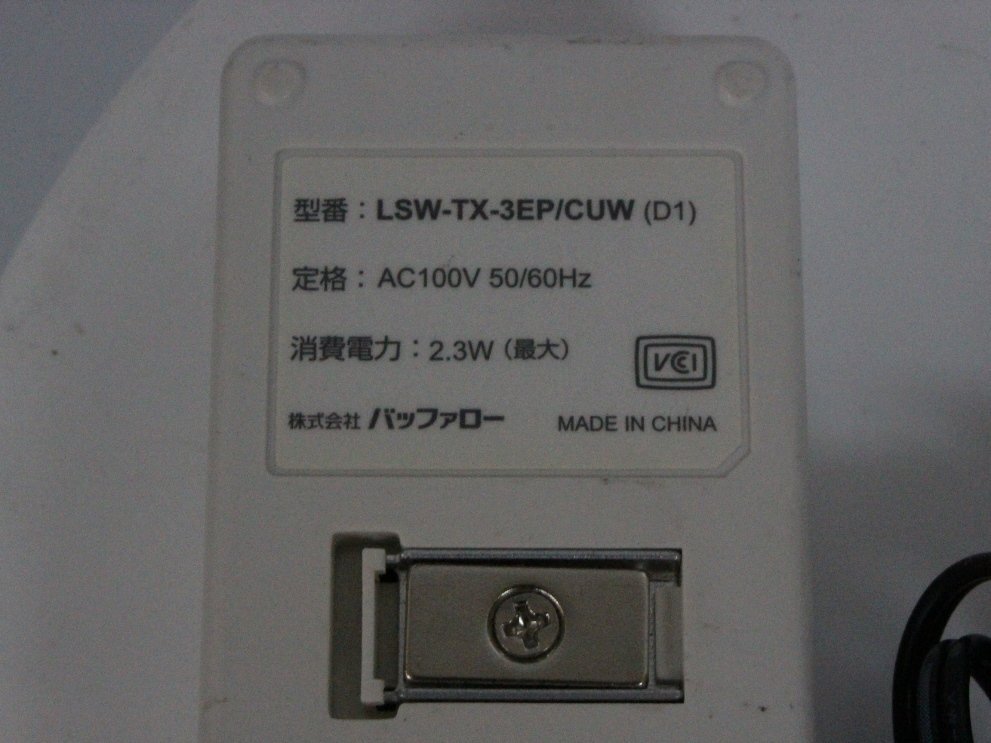 型番：LSW-TX-3EP/CUW (D1)
定格：AC100V 50/60Hz
消費電力：2.3W（最大）
VCCI
株式会社 バッファロー MADE IN CHINA